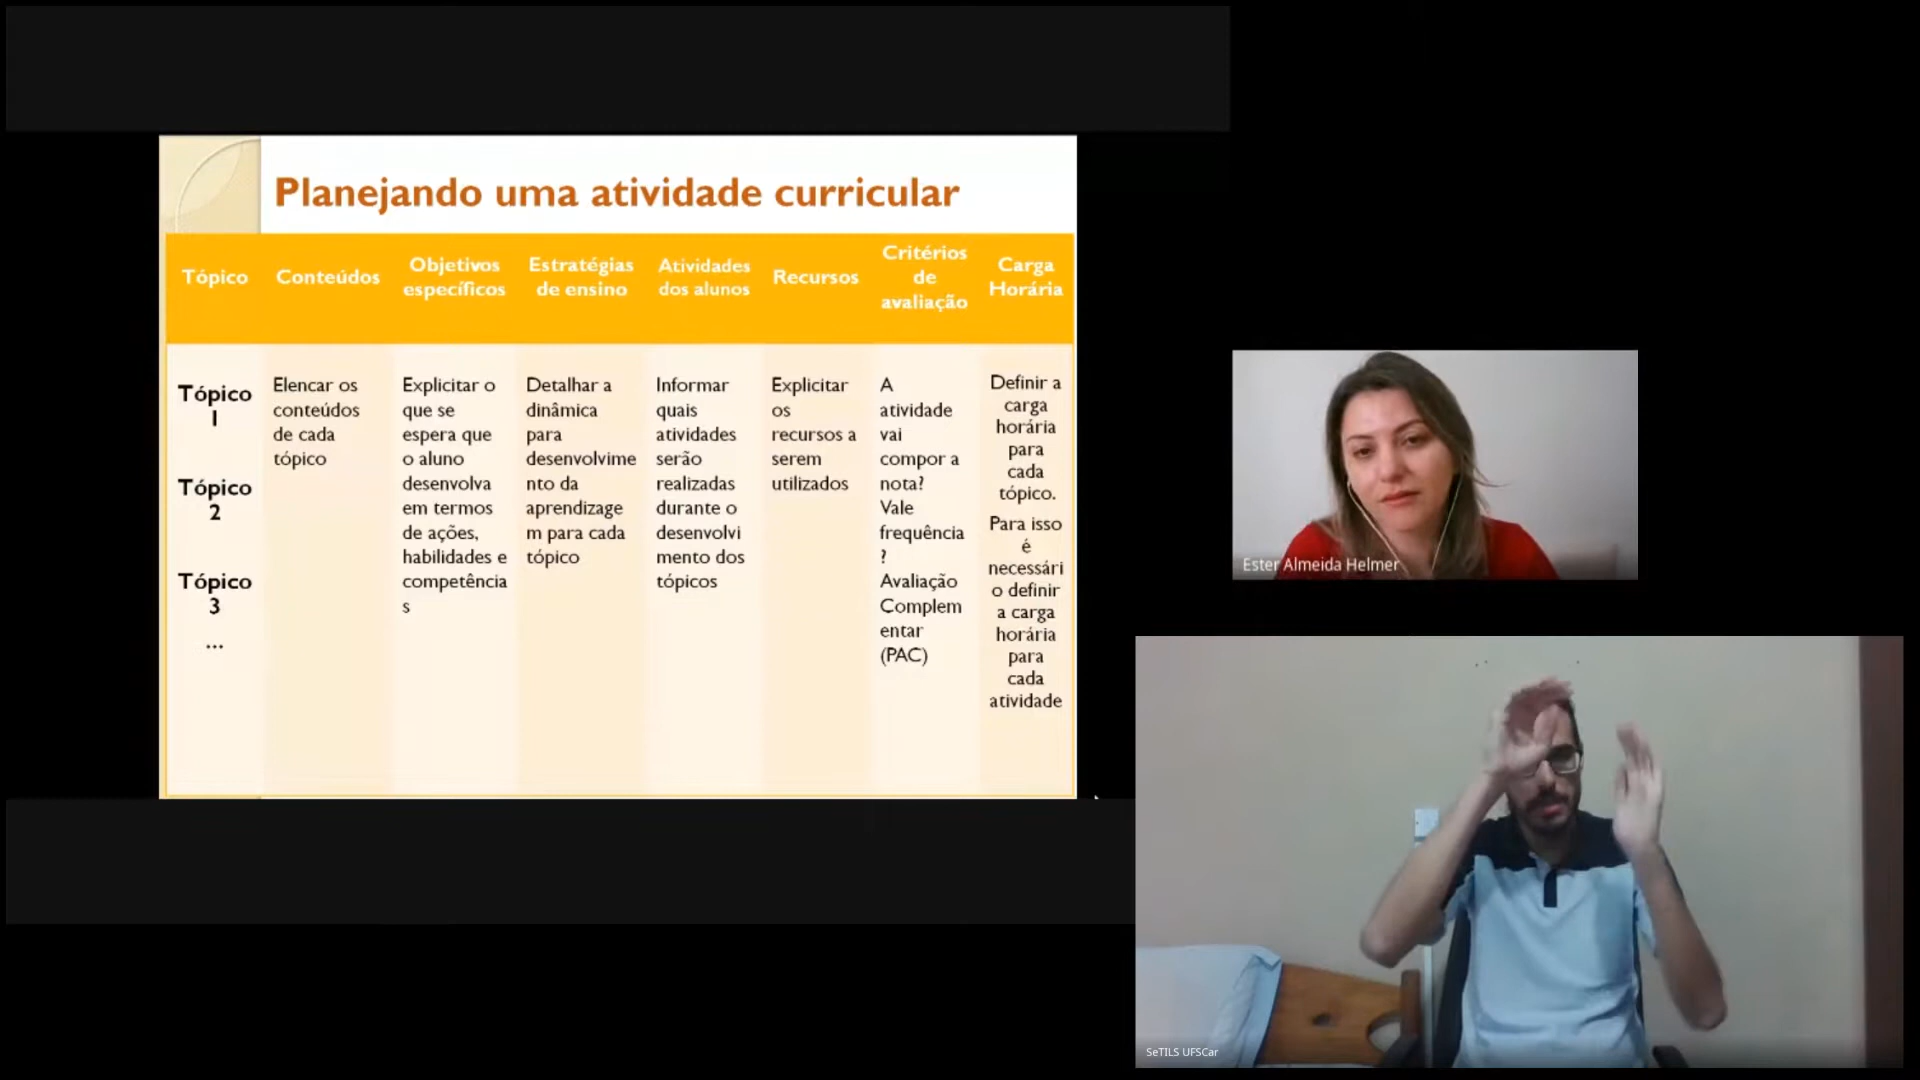 Planejando uma atividade curricular
Tópico
Conteúdos
Objetivos
específicos
Estratégias
de ensino
Atividades
dos alunos
Recursos
Critérios
de
avaliação
Carga
Horária
Tópico
1
Tópico
2
Tópico
3
...
Elencar os
conteúdos
de cada
tópico
Explicitar o
que se
espera que
o aluno
desenvolva
em termos
de ações,
habilidades e
competência
s
Detalhar a
dinâmica
para
desenvolvime
nto da
aprendizage
m para cada
tópico
Informar
quais
atividades
serão
realizadas
durante o
desenvolvi
mento dos
tópicos
Explicitar
os
recursos a
serem
utilizados
A
atividade
vai
compor a
nota?
Vale
frequência
?
Avaliação
Complem
entar
(PAC)
Definir a
carga
horária
para
cada
tópico.
Para isso
é
necessári
o definir
a carga
horária
para
cada
atividade
Ester Almeida Helmer
SeTILS UFSCar